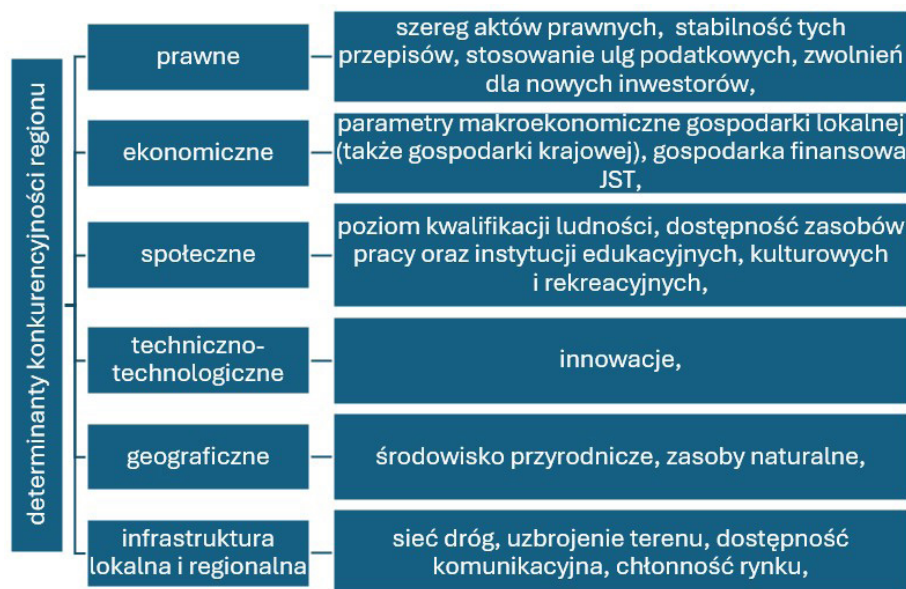 determinanty konkurencyjności regionu
prawne
szereg aktów prawnych, stabilność tych
przepisów, stosowanie ulg podatkowych, zwolnień
dla nowych inwestorów,
ekonomiczne
parametry makroekonomiczne gospodarki lokalnej
(także gospodarki krajowej), gospodarka finansowa
JST,
społeczne
poziom kwalifikacji ludności, dostępność zasobów
pracy oraz instytucji edukacyjnych, kulturowych
i rekreacyjnych,
techniczno-
technologiczne
innowacje,
geograficzne
środowisko przyrodnicze, zasoby naturalne,
infrastruktura
lokalna i regionalna
sieć dróg, uzbrojenie terenu, dostępność
komunikacyjna, chłonność rynku,